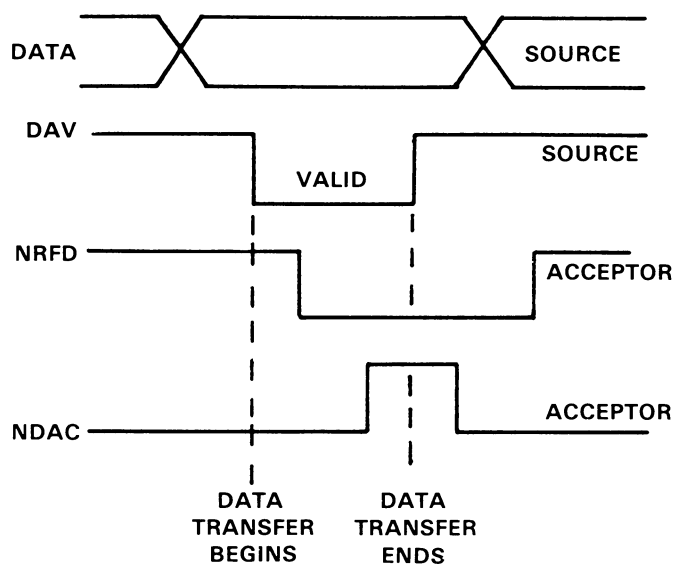 DATA
SOURCE
DAV
VALID
SOURCE
NRFD
ACCEPTOR
NDAC
ACCEPTOR
DATA
TRANSFER
BEGINS
DATA
TRANSFER
ENDS